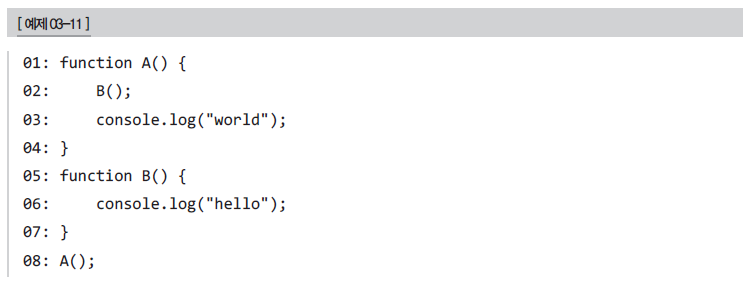 [ 예제 03-11 ]
01: function A() {
02:     B();
03:     console.log("world");
04: }
05: function B() {
06:     console.log("hello");
07: }
08: A();